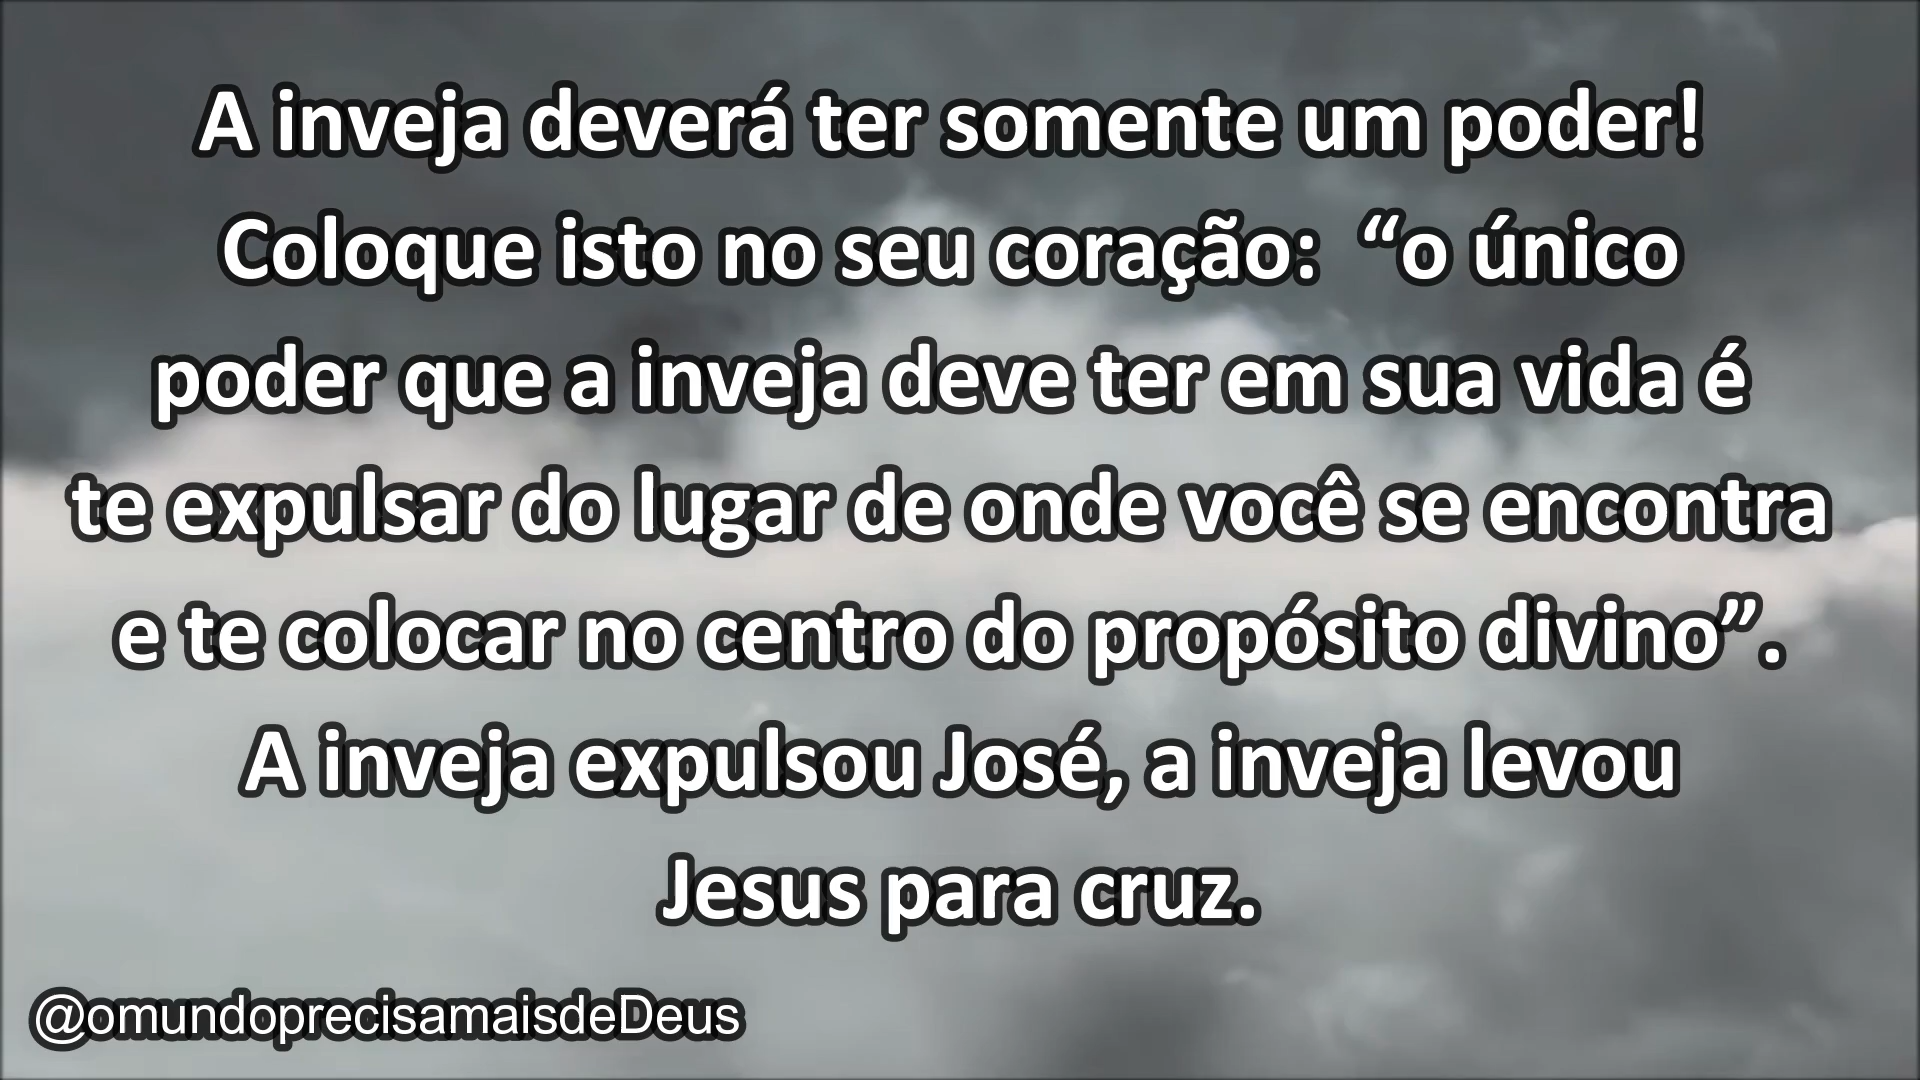 A inveja deverá ter somente um poder!
Coloque isto no seu coração:  “o único
poder que a inveja deve ter em sua vida é
te expulsar do lugar de onde você se encontra
e te colocar no centro do propósito divino”.
A inveja expulsou José, a inveja levou
Jesus para cruz.
@omundoprecisamaisdeDeus